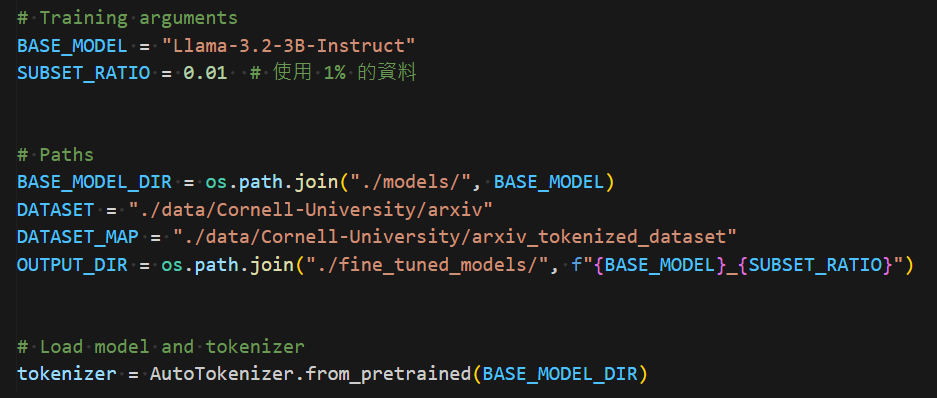 # Training arguments
BASE_MODEL = "Llama-3.2-3B-Instruct"
SUBSET_RATIO = 0.01  # 使用 1% 的資料
# Paths
BASE_MODEL_DIR = os.path.join("./models/", BASE_MODEL)
DATASET = "./data/Cornell-University/arxiv"
DATASET_MAP = "./data/Cornell-University/arxiv_tokenized_dataset"
OUTPUT_DIR = os.path.join("./fine_tuned_models/", f"{BASE_MODEL}_{SUBSET_RATIO}")
# Load model and tokenizer
tokenizer = AutoTokenizer.from_pretrained(BASE_MODEL_DIR)